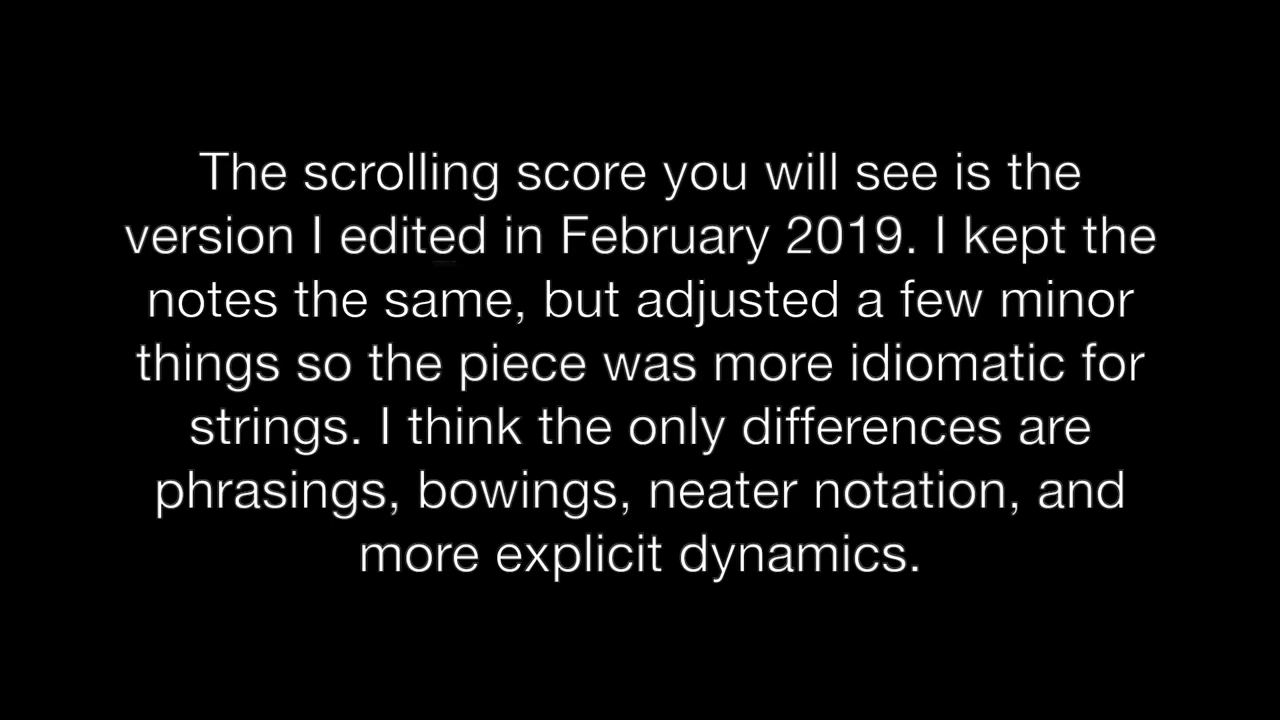 The scrolling score you will see is the
version I edited in February 2019. I kept the
notes the same, but adjusted a few minor
things so the piece was more idiomatic for
strings. I think the only differences are
phrasings, bowings, neater notation, and
more explicit dynamics.